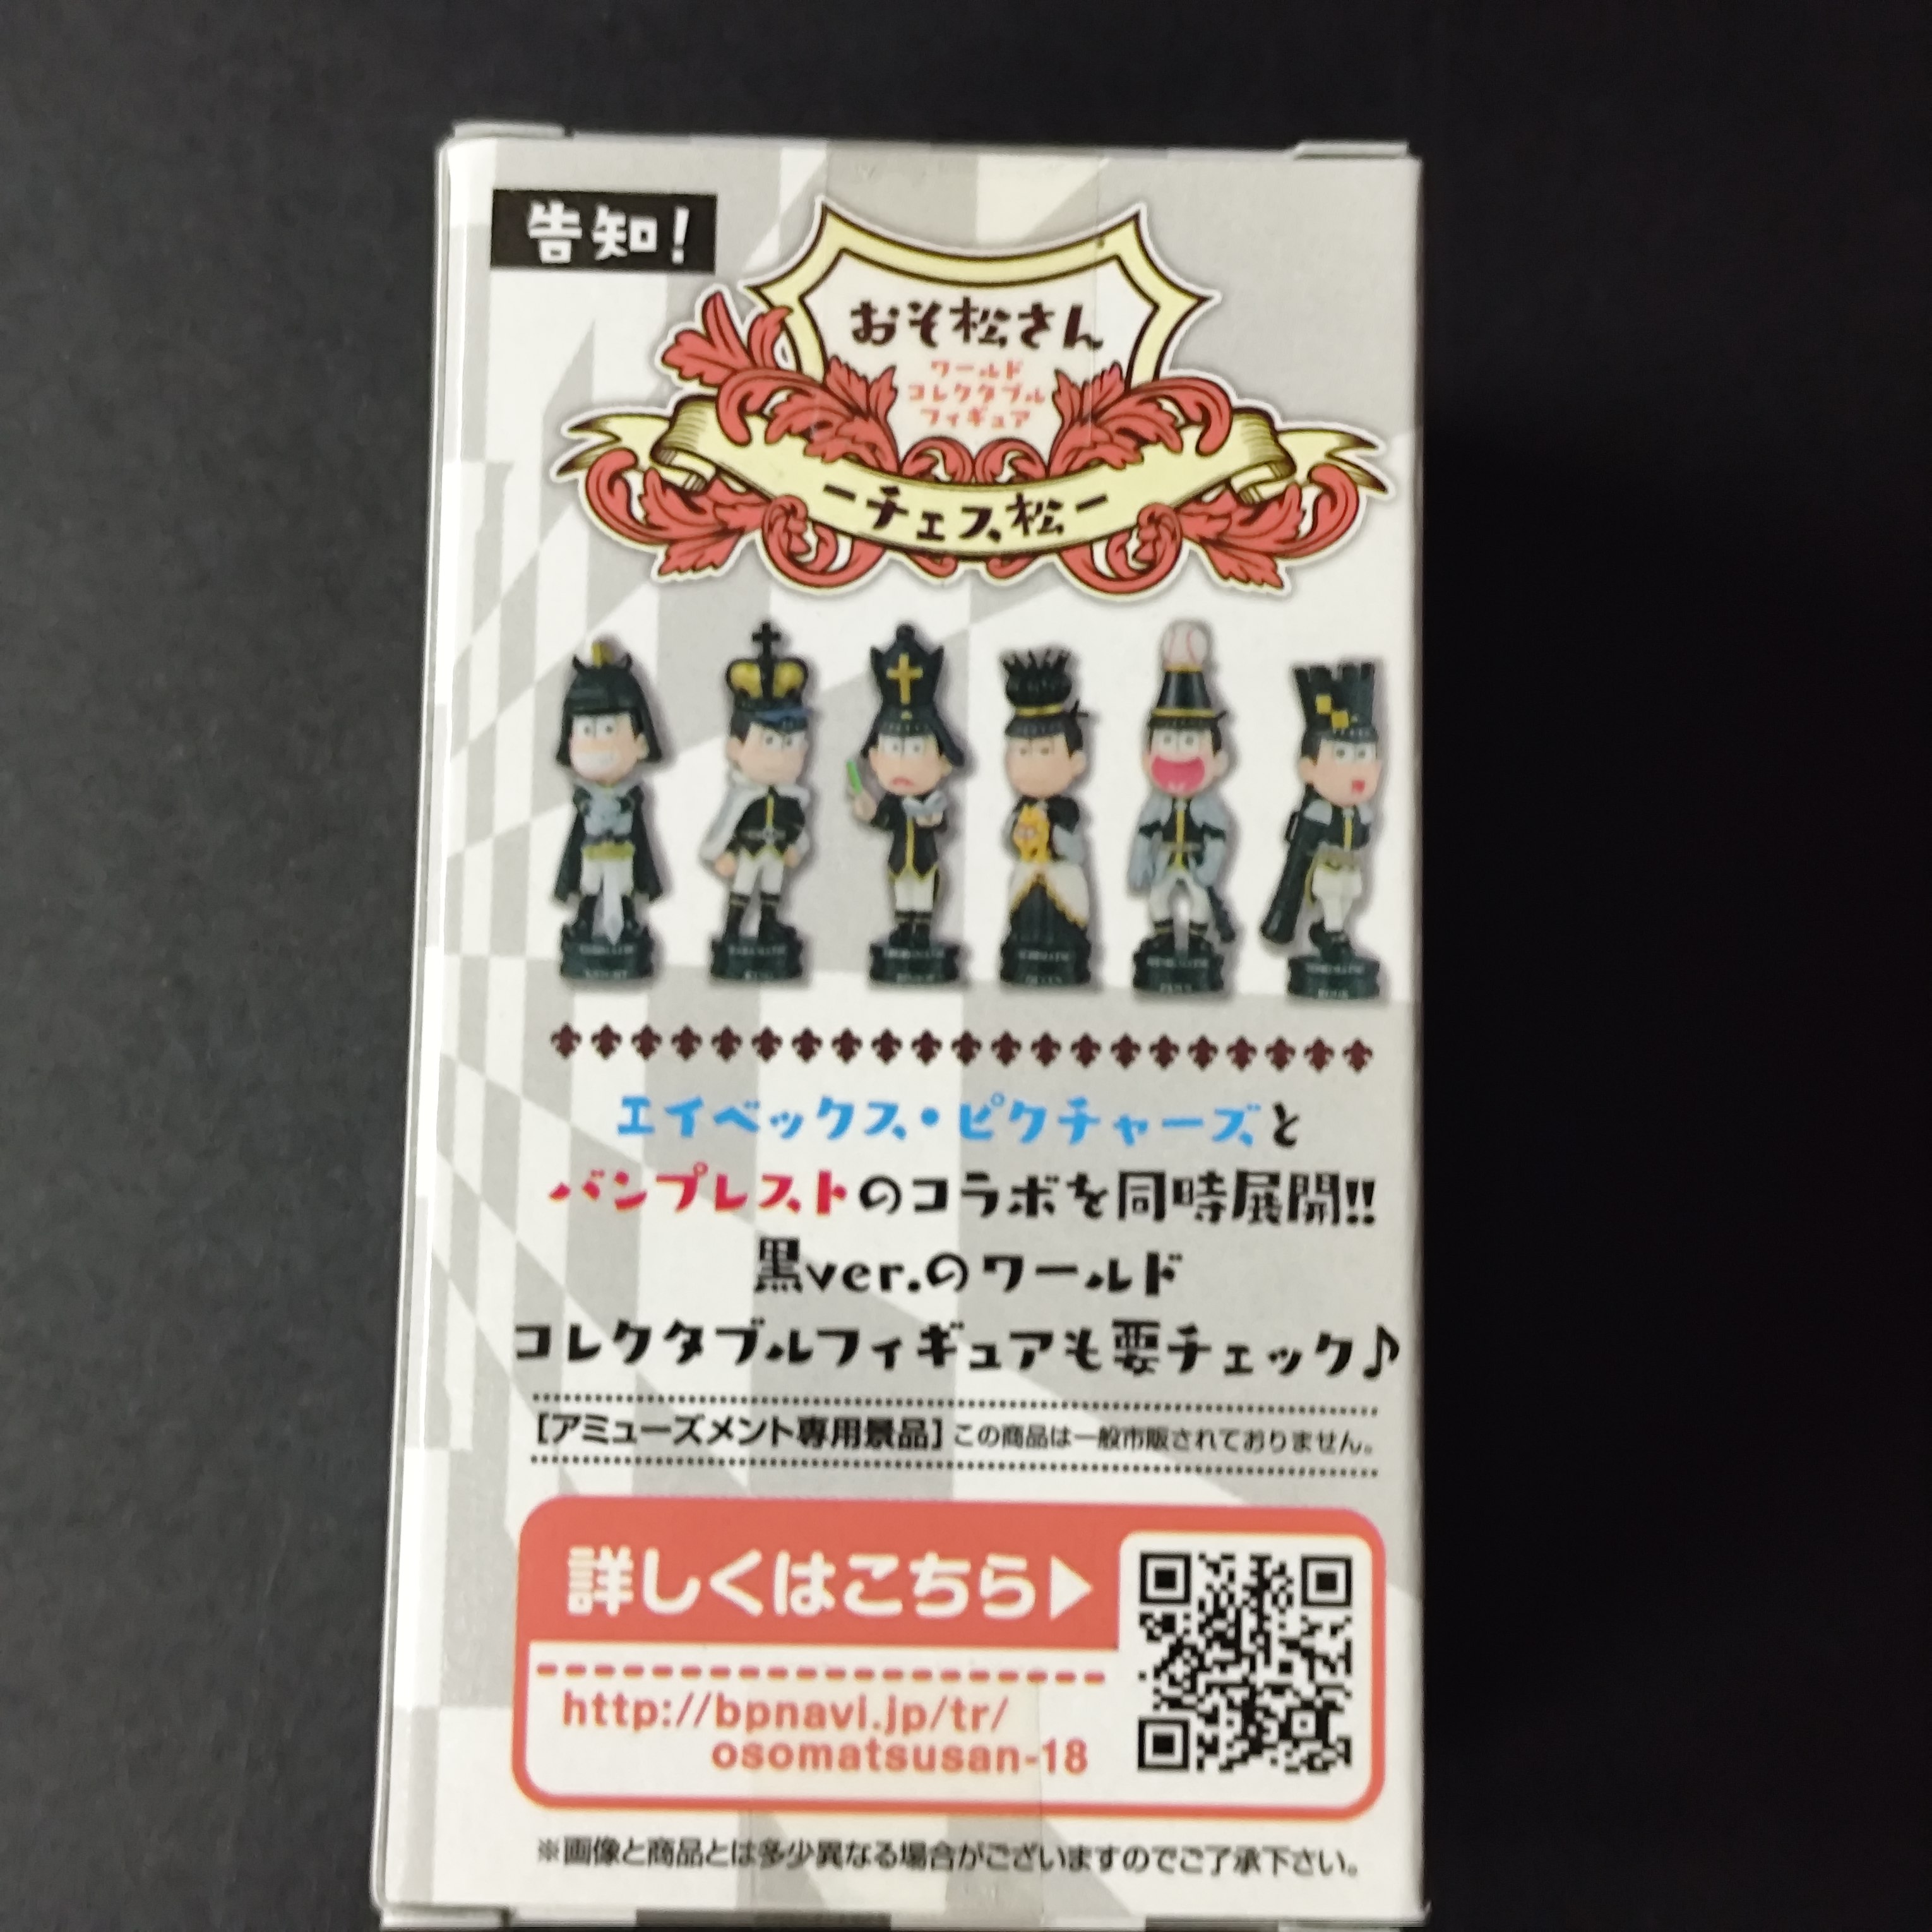 告知!
おそ松さん
ワールド
コレクタブル
フィギュア
ーチェス松ー
エイベックス・ピクチャーズと
バンプレストのコラボを同時展開!!
黒ver.のワールド
コレクタブルフィギュアも要チェック♪
[アミューズメント専用景品] この商品は一般市販されておりません。
詳しくはこちら▶
http://bpnavi.jp/tr/
osomatsusan-18
※画像と商品とは多少異なる場合がございますのでご了承下さい。